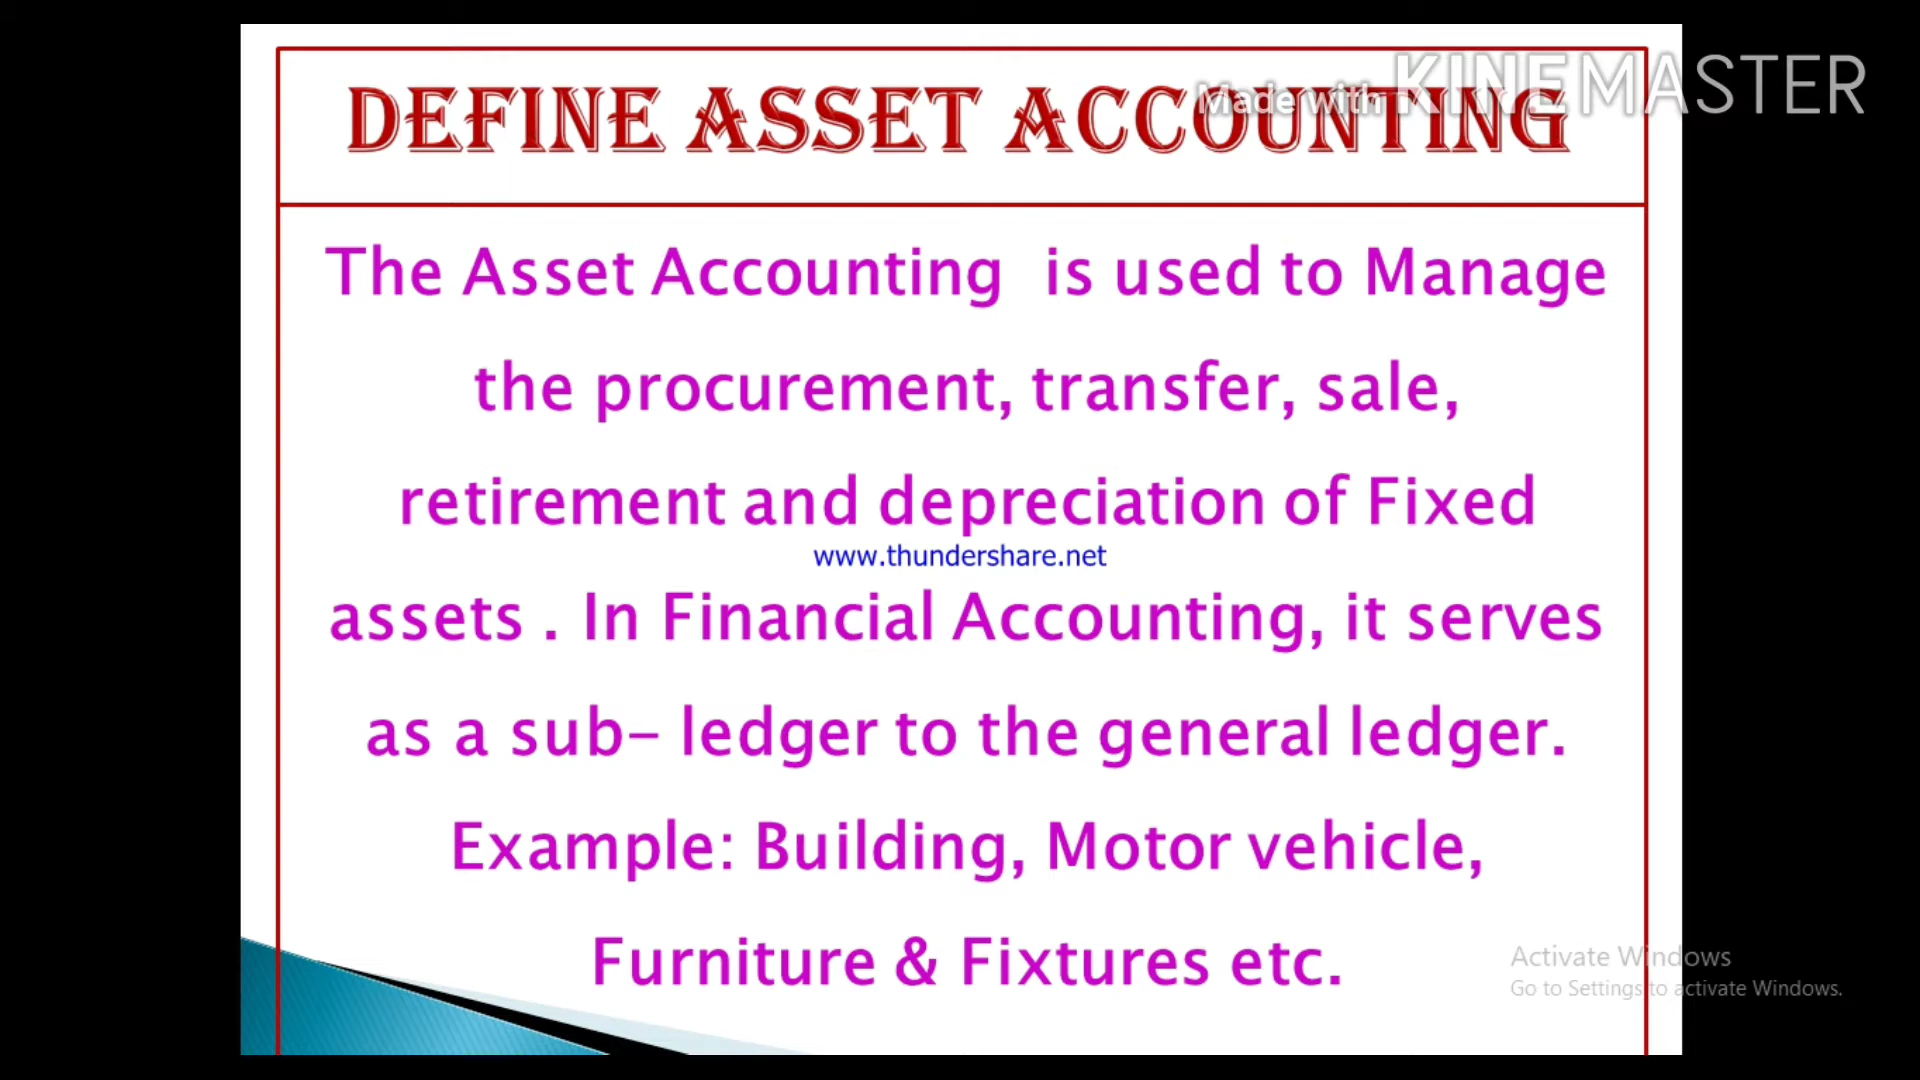 Made with KINEMASTER
DEFINE ASSET ACCOUNTING
The Asset Accounting is used to Manage
the procurement, transfer, sale,
retirement and depreciation of Fixed
www.thundershare.net
assets . In Financial Accounting, it serves
as a sub- ledger to the general ledger.
Example: Building, Motor vehicle,
Furniture & Fixtures etc.
Activate Windows
Go to Settings to activate Windows.